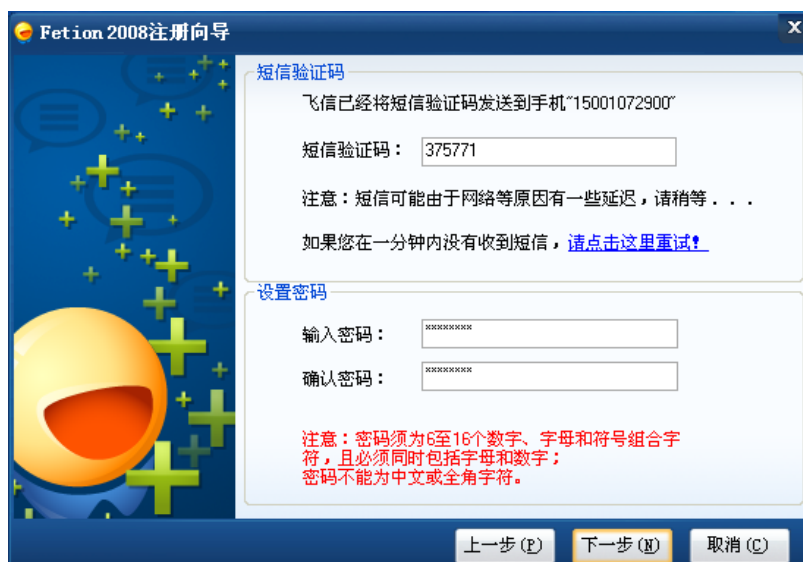 Fetion 2008注册向导
短信验证码
飞信已经将短信验证码发送到手机"15001072900"
短信验证码： 375771
注意：短信可能由于网络等原因有一些延迟，请稍等...
如果您在一分钟内没有收到短信，请点击这里重试！
设置密码
输入密码： ********
确认密码： ********
注意：密码须为6至16个数字、字母和符号组合字
符，且必须同时包括字母和数字；
密码不能为中文或全角字符。
上一步(P) 下一步(N) 取消(C)